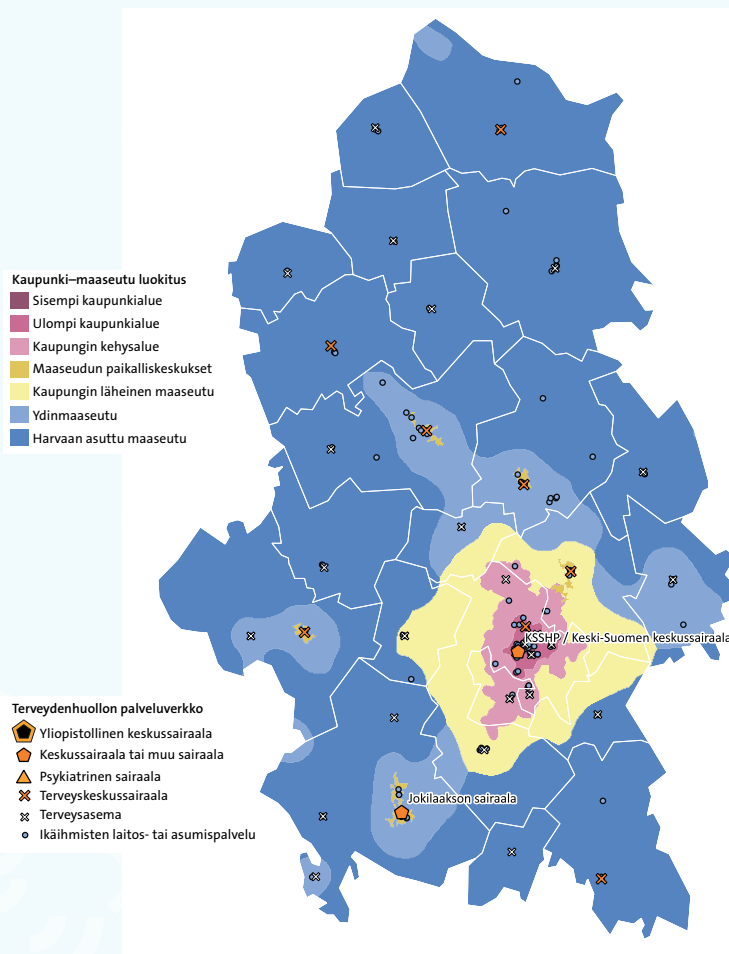 Kaupunki–maaseutu luokitus
Sisempi kaupunkialue
Ulompi kaupunkialue
Kaupungin kehysalue
Maaseudun paikalliskeskukset
Kaupungin läheinen maaseutu
Ydinmaaseutu
Harvaan asuttu maaseutu
KSSHP / Keski-Suomen keskussairaala
Terveydenhuollon palveluverkko
Yliopistollinen keskussairaala
Keskussairaala tai muu sairaala
Psykiatrinen sairaala
Terveyskeskussairaala
Terveysasema
Ikäihmisten laitos- tai asumispalvelu
Jokilaakson sairaala